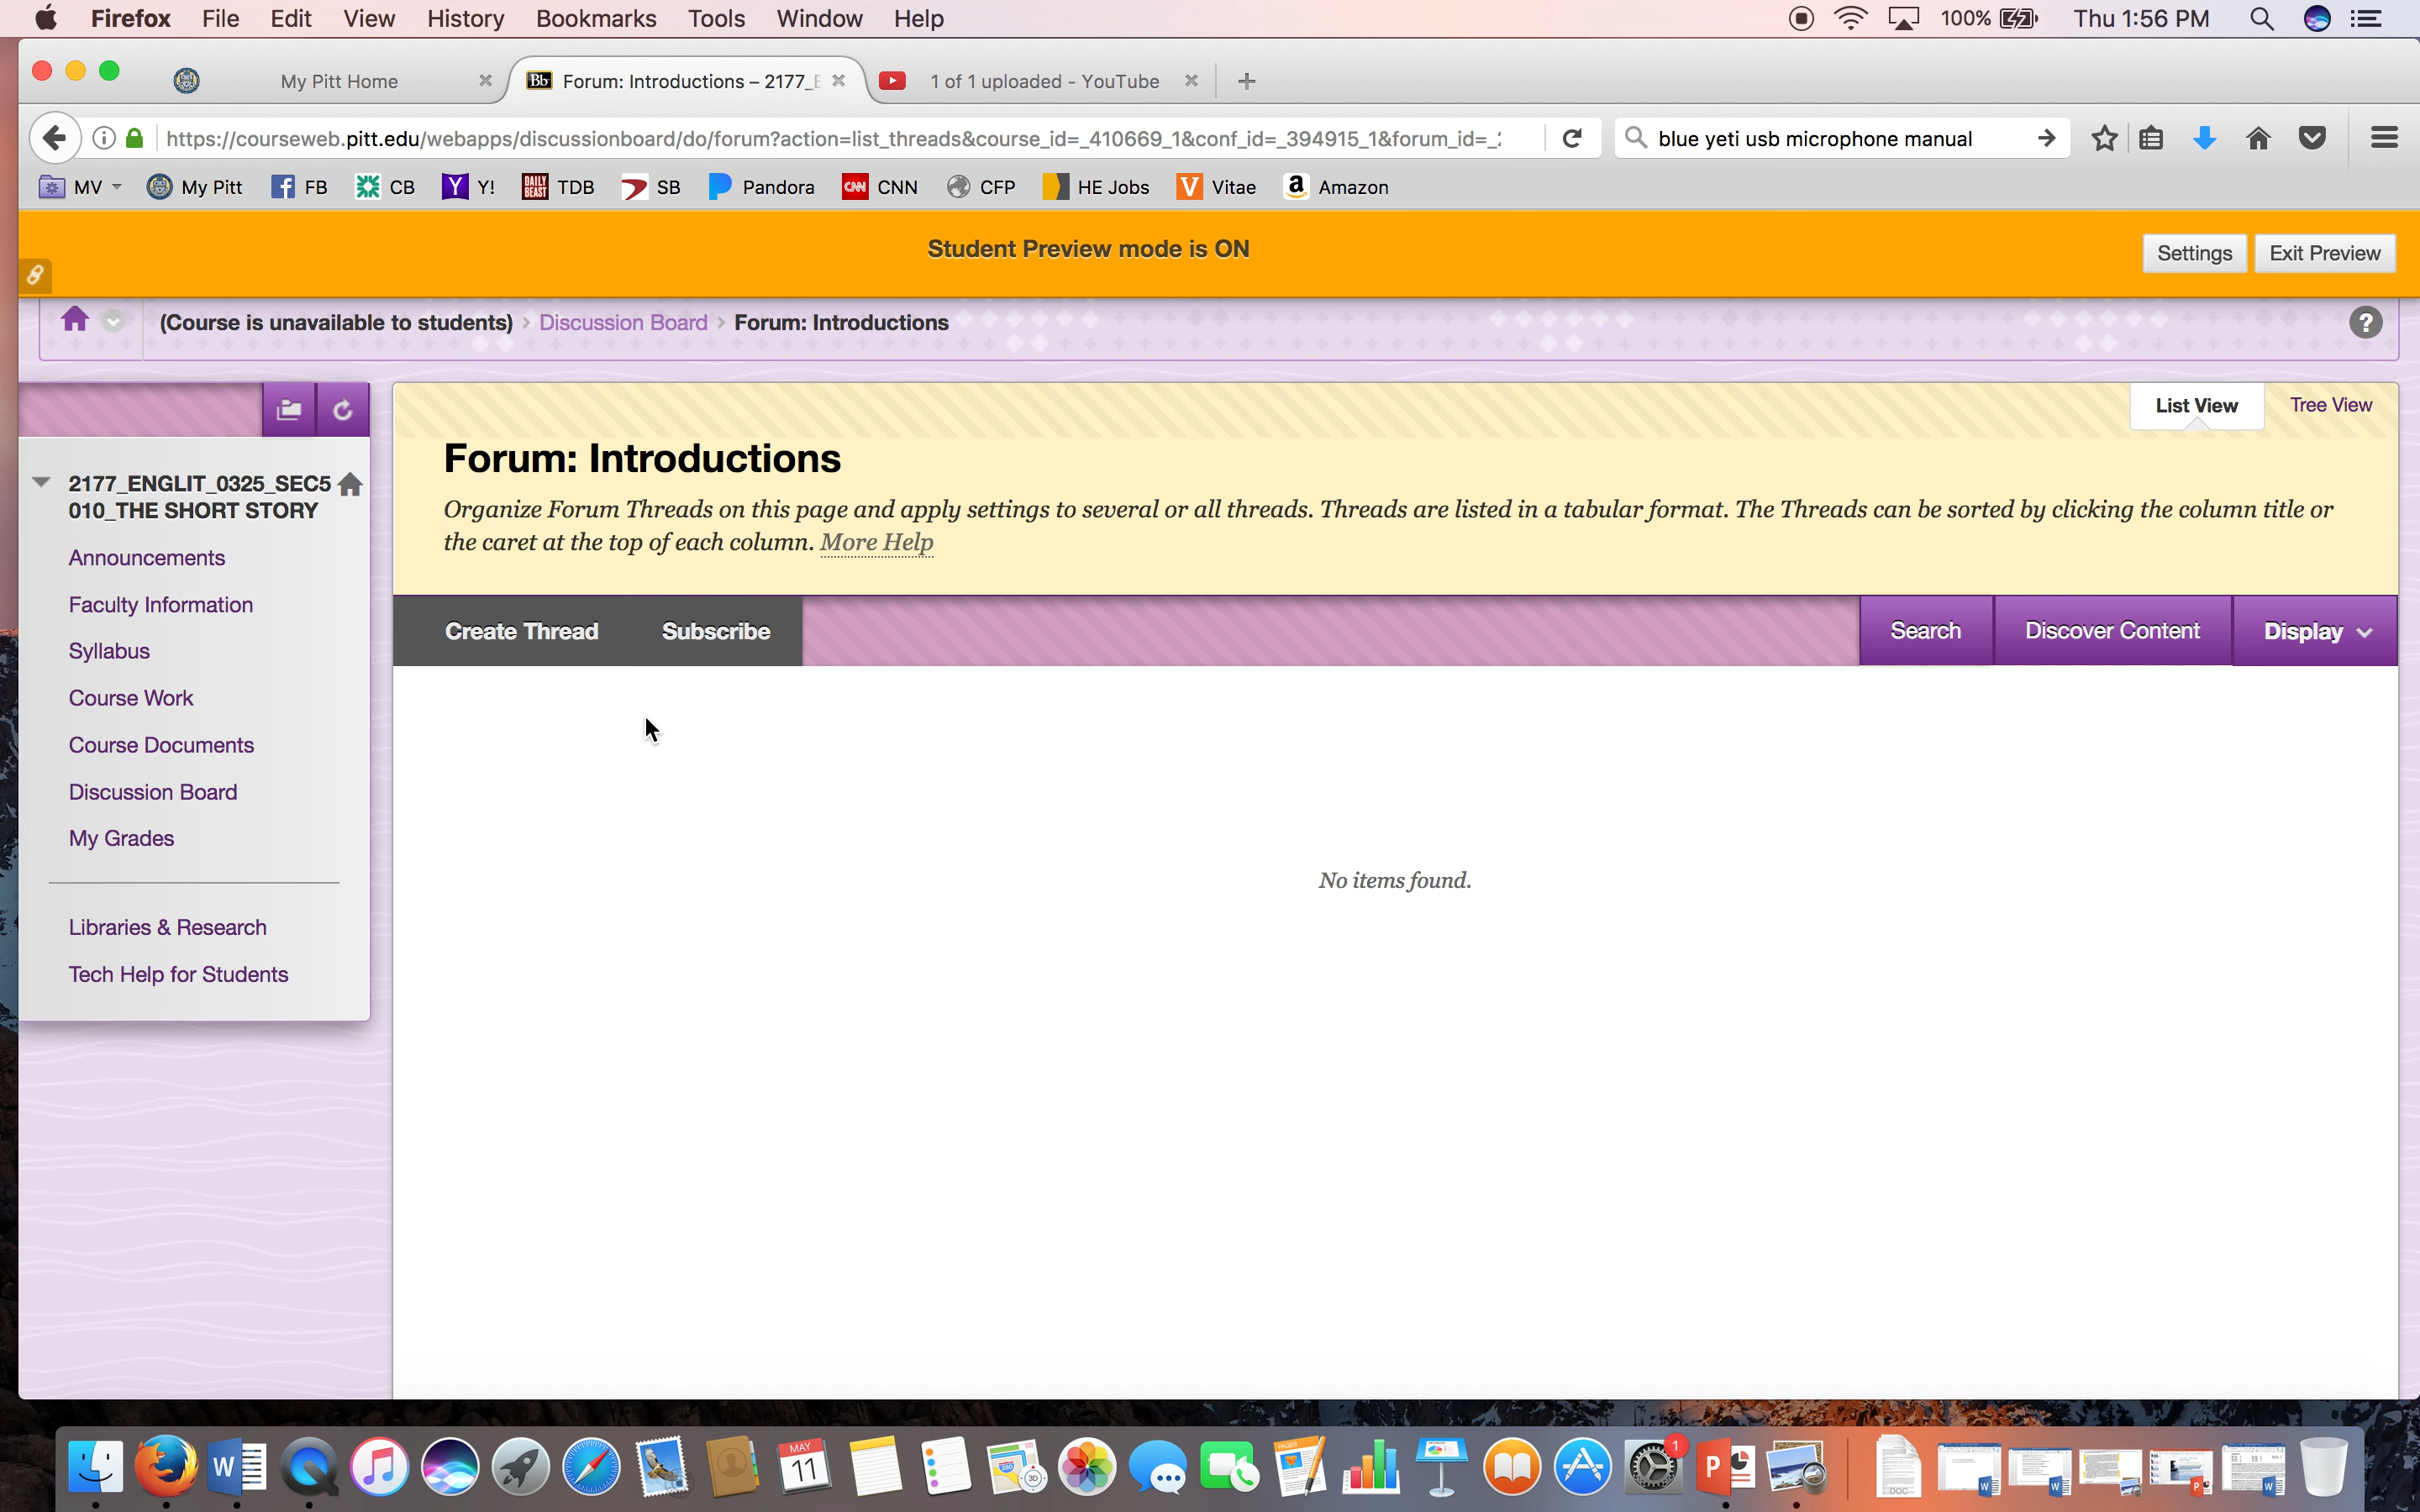 Firefox File Edit View History Bookmarks Tools Window Help 100% Thu 1:56 PM
My Pitt Home Bb Forum: Introductions – 2177_E 1 of 1 uploaded - YouTube
https://courseweb.pitt.edu/webapps/discussionboard/do/forum?action=list_threads&course_id=_410669_1&conf_id=_394915_1&forum_id=_ blue yeti usb microphone manual
MV My Pitt FB CB Y! TDB SB Pandora CNN CFP HE Jobs Vitae Amazon
Student Preview mode is ON
Settings Exit Preview
(Course is unavailable to students) Discussion Board Forum: Introductions
List View Tree View
Forum: Introductions
Organize Forum Threads on this page and apply settings to several or all threads. Threads are listed in a tabular format. The Threads can be sorted by clicking the column title or
the caret at the top of each column. More Help
Create Thread Subscribe Search Discover Content Display
No items found.
2177_ENGLIT_0325_SEC5
010_THE SHORT STORY
Announcements
Faculty Information
Syllabus
Course Work
Course Documents
Discussion Board
My Grades
Libraries & Research
Tech Help for Students
MAY
11
PAGES
1
DOC